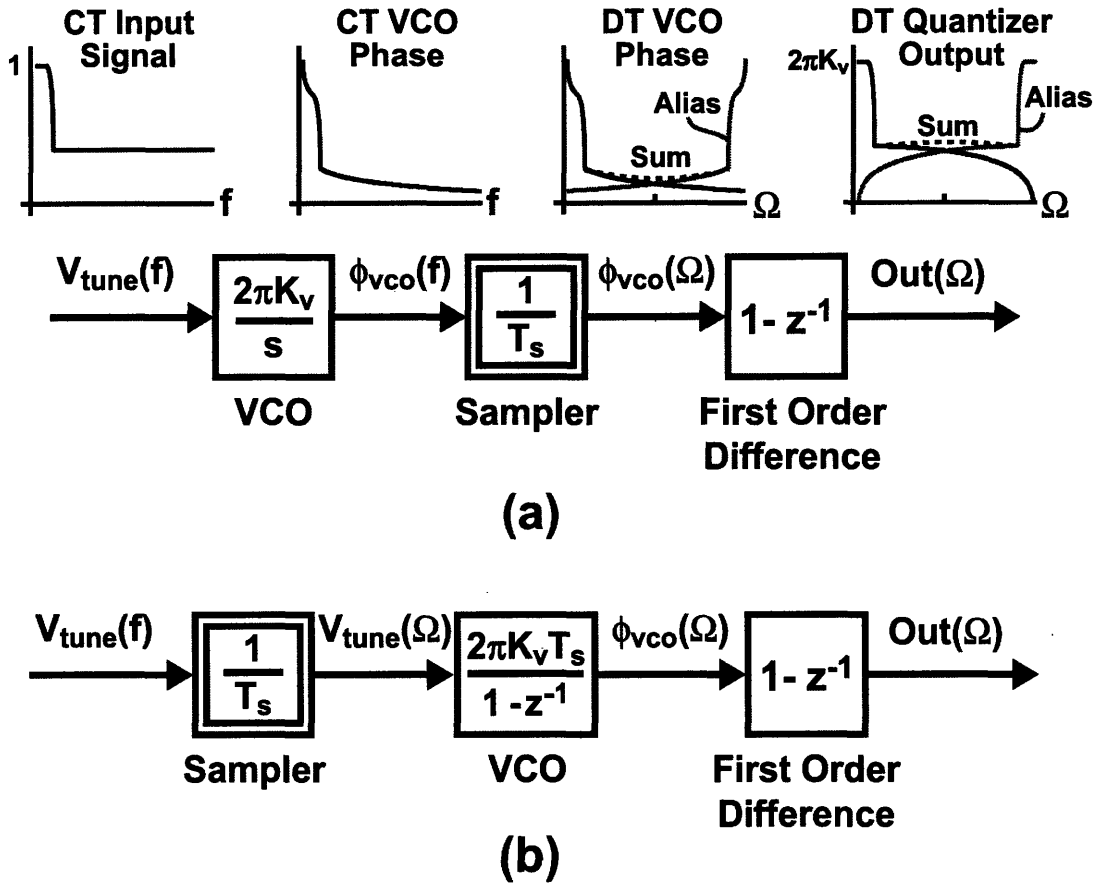 CT Input Signal
CT VCO Phase
DT VCO Phase
DT Quantizer Output
1
f
f
Alias
Sum
Ω
2πKv
Alias
Sum
Ω
Vtune(f)
2πKv
s
VCO
ϕvco(f)
1
Ts
Sampler
ϕvco(Ω)
1- z-1
First Order
Difference
Out(Ω)
(a)
Vtune(f)
1
Ts
Sampler
Vtune(Ω)
2πKvTs
1 -z-1
VCO
ϕvco(Ω)
1- z-1
First Order
Difference
Out(Ω)
(b)